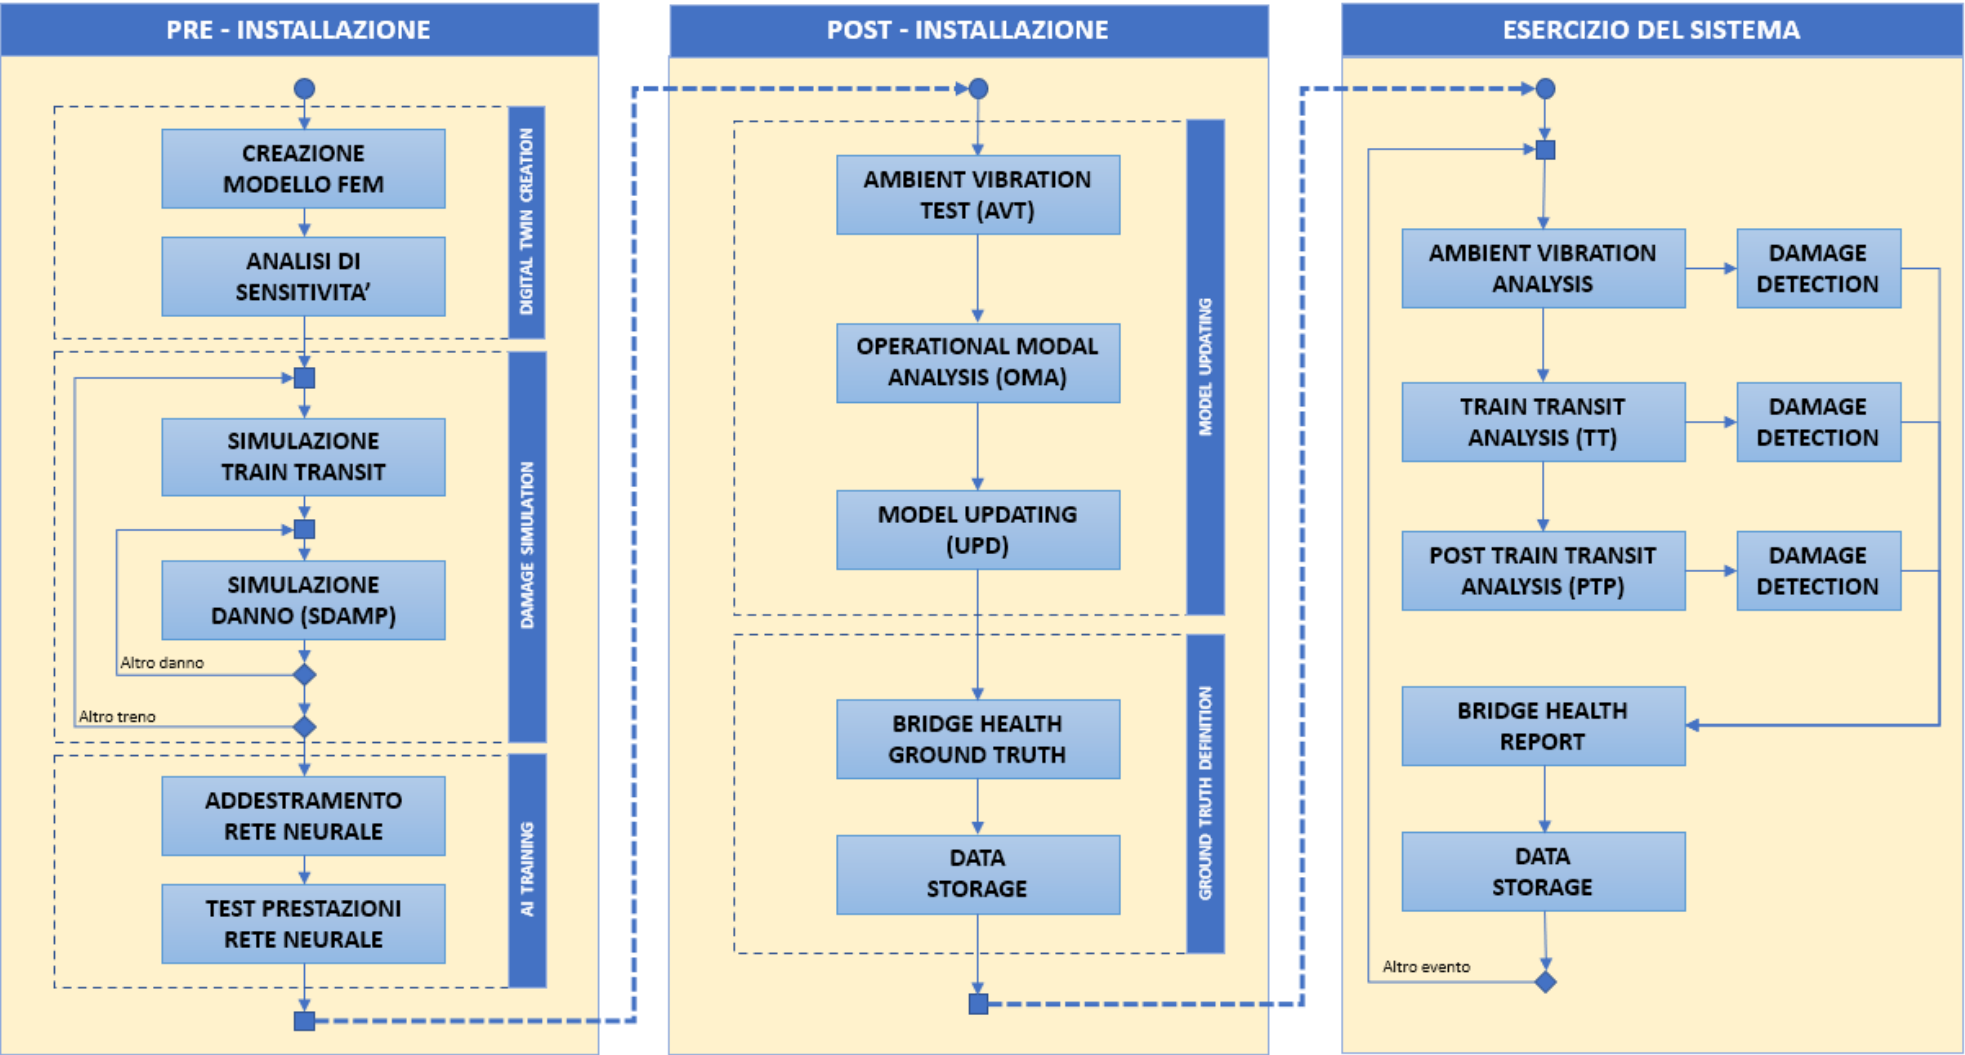 PRE - INSTALLAZIONE
CREAZIONE
MODELLO FEM
ANALISI DI
SENSITIVITA’
DIGITAL TWIN CREATION
SIMULAZIONE
TRAIN TRANSIT
SIMULAZIONE
DANNO (SDAMP)
Altro danno
Altro treno
DAMAGE SIMULATION
ADDESTRAMENTO
RETE NEURALE
TEST PRESTAZIONI
RETE NEURALE
AI TRAINING
POST - INSTALLAZIONE
AMBIENT VIBRATION
TEST (AVT)
OPERATIONAL MODAL
ANALYSIS (OMA)
MODEL UPDATING
(UPD)
MODEL UPDATING
BRIDGE HEALTH
GROUND TRUTH
DATA
STORAGE
GROUND TRUTH DEFINITION
ESERCIZIO DEL SISTEMA
AMBIENT VIBRATION
ANALYSIS
DAMAGE
DETECTION
TRAIN TRANSIT
ANALYSIS (TT)
DAMAGE
DETECTION
POST TRAIN TRANSIT
ANALYSIS (PTP)
DAMAGE
DETECTION
BRIDGE HEALTH
REPORT
DATA
STORAGE
Altro evento